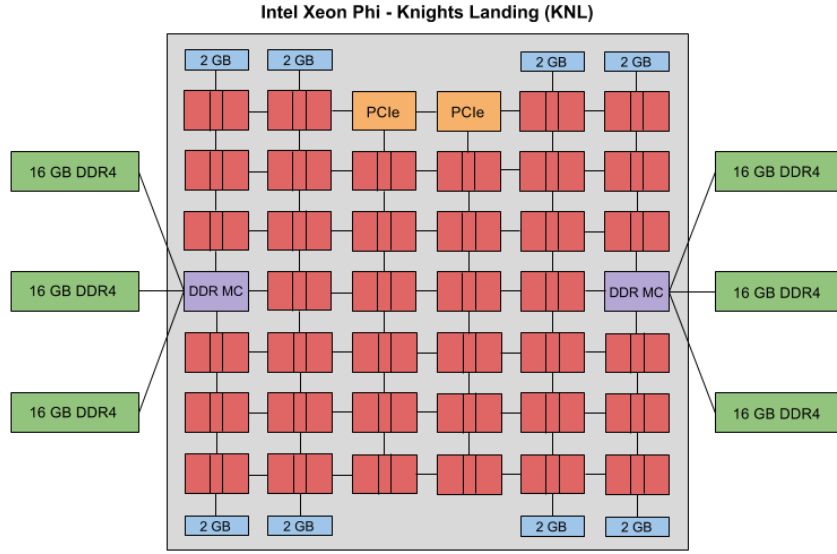 Intel Xeon Phi - Knights Landing (KNL)
2 GB 2 GB 2 GB 2 GB
PCIe PCIe
16 GB DDR4 16 GB DDR4
16 GB DDR4 DDR MC DDR MC 16 GB DDR4
16 GB DDR4 16 GB DDR4
2 GB 2 GB 2 GB 2 GB